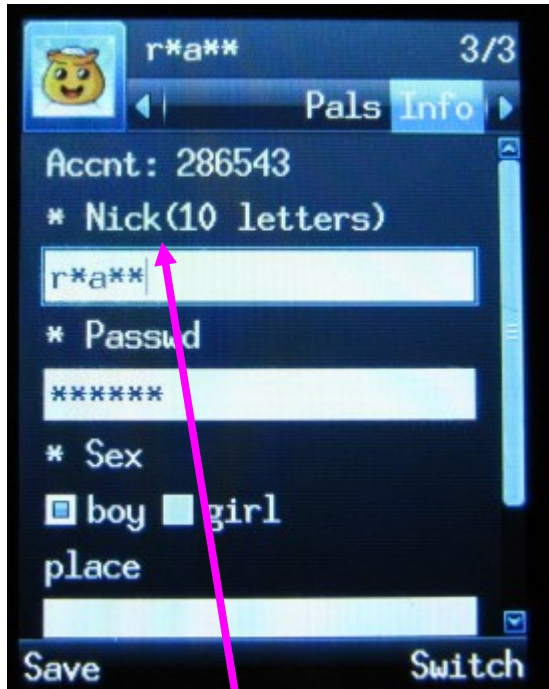 r*a** 3/3
Pals Info
Accnt: 286543
* Nick(10 letters)
r*a**
* Passwd
******
* Sex
boy girl
place
Save Switch